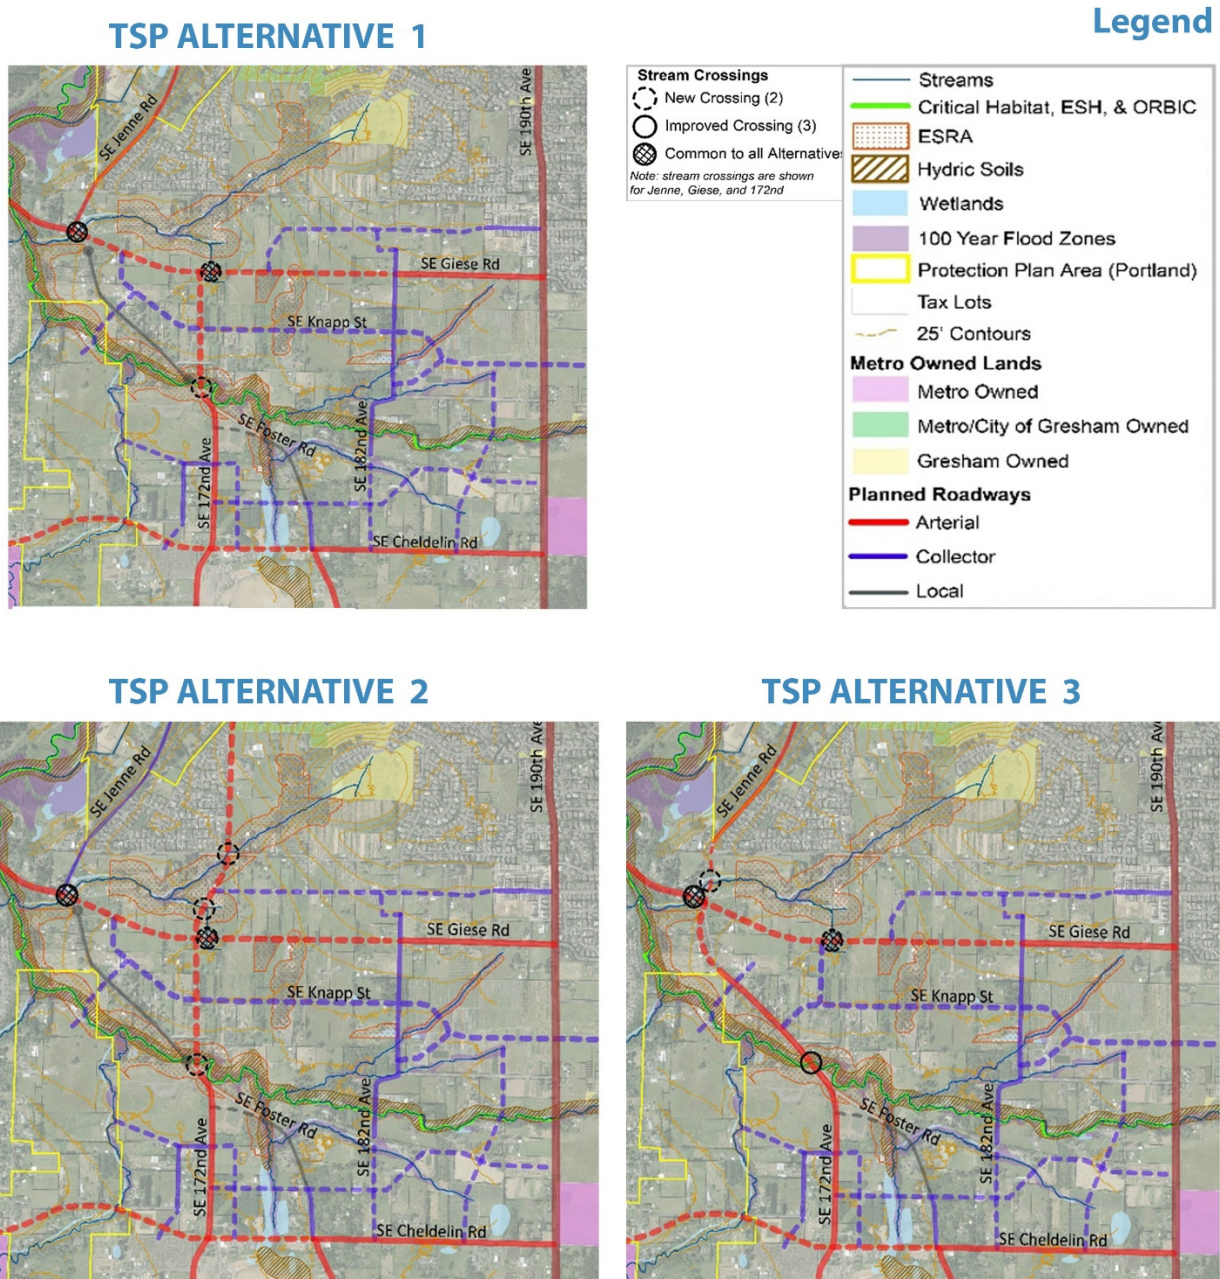 TSP ALTERNATIVE 1
Legend
SE Jenne Rd
SE 190th Ave
SE Giese Rd
SE Knapp St
SE Foster Rd
SE 182nd Ave
SE 172nd Ave
SE Cheldelin Rd
Stream Crossings
New Crossing (2)
Improved Crossing (3)
Common to all Alternative
Note: stream crossings are shown
for Jenne, Giese, and 172nd
Streams
Critical Habitat, ESH, & ORBIC
ESRA
Hydric Soils
Wetlands
100 Year Flood Zones
Protection Plan Area (Portland)
Tax Lots
25' Contours
Metro Owned Lands
Metro Owned
Metro/City of Gresham Owned
Gresham Owned
Planned Roadways
Arterial
Collector
Local
TSP ALTERNATIVE 2
SE Jenne Rd
SE 190th Ave
SE Giese Rd
SE Knapp St
SE Foster Rd
SE 182nd Ave
SE 172nd Ave
SE Cheldelin Rd
TSP ALTERNATIVE 3
SE Jenne Rd
SE 190th Ave
SE Giese Rd
SE Knapp St
SE Foster Rd
SE 182nd Ave
SE 172nd Ave
SE Cheldelin Rd